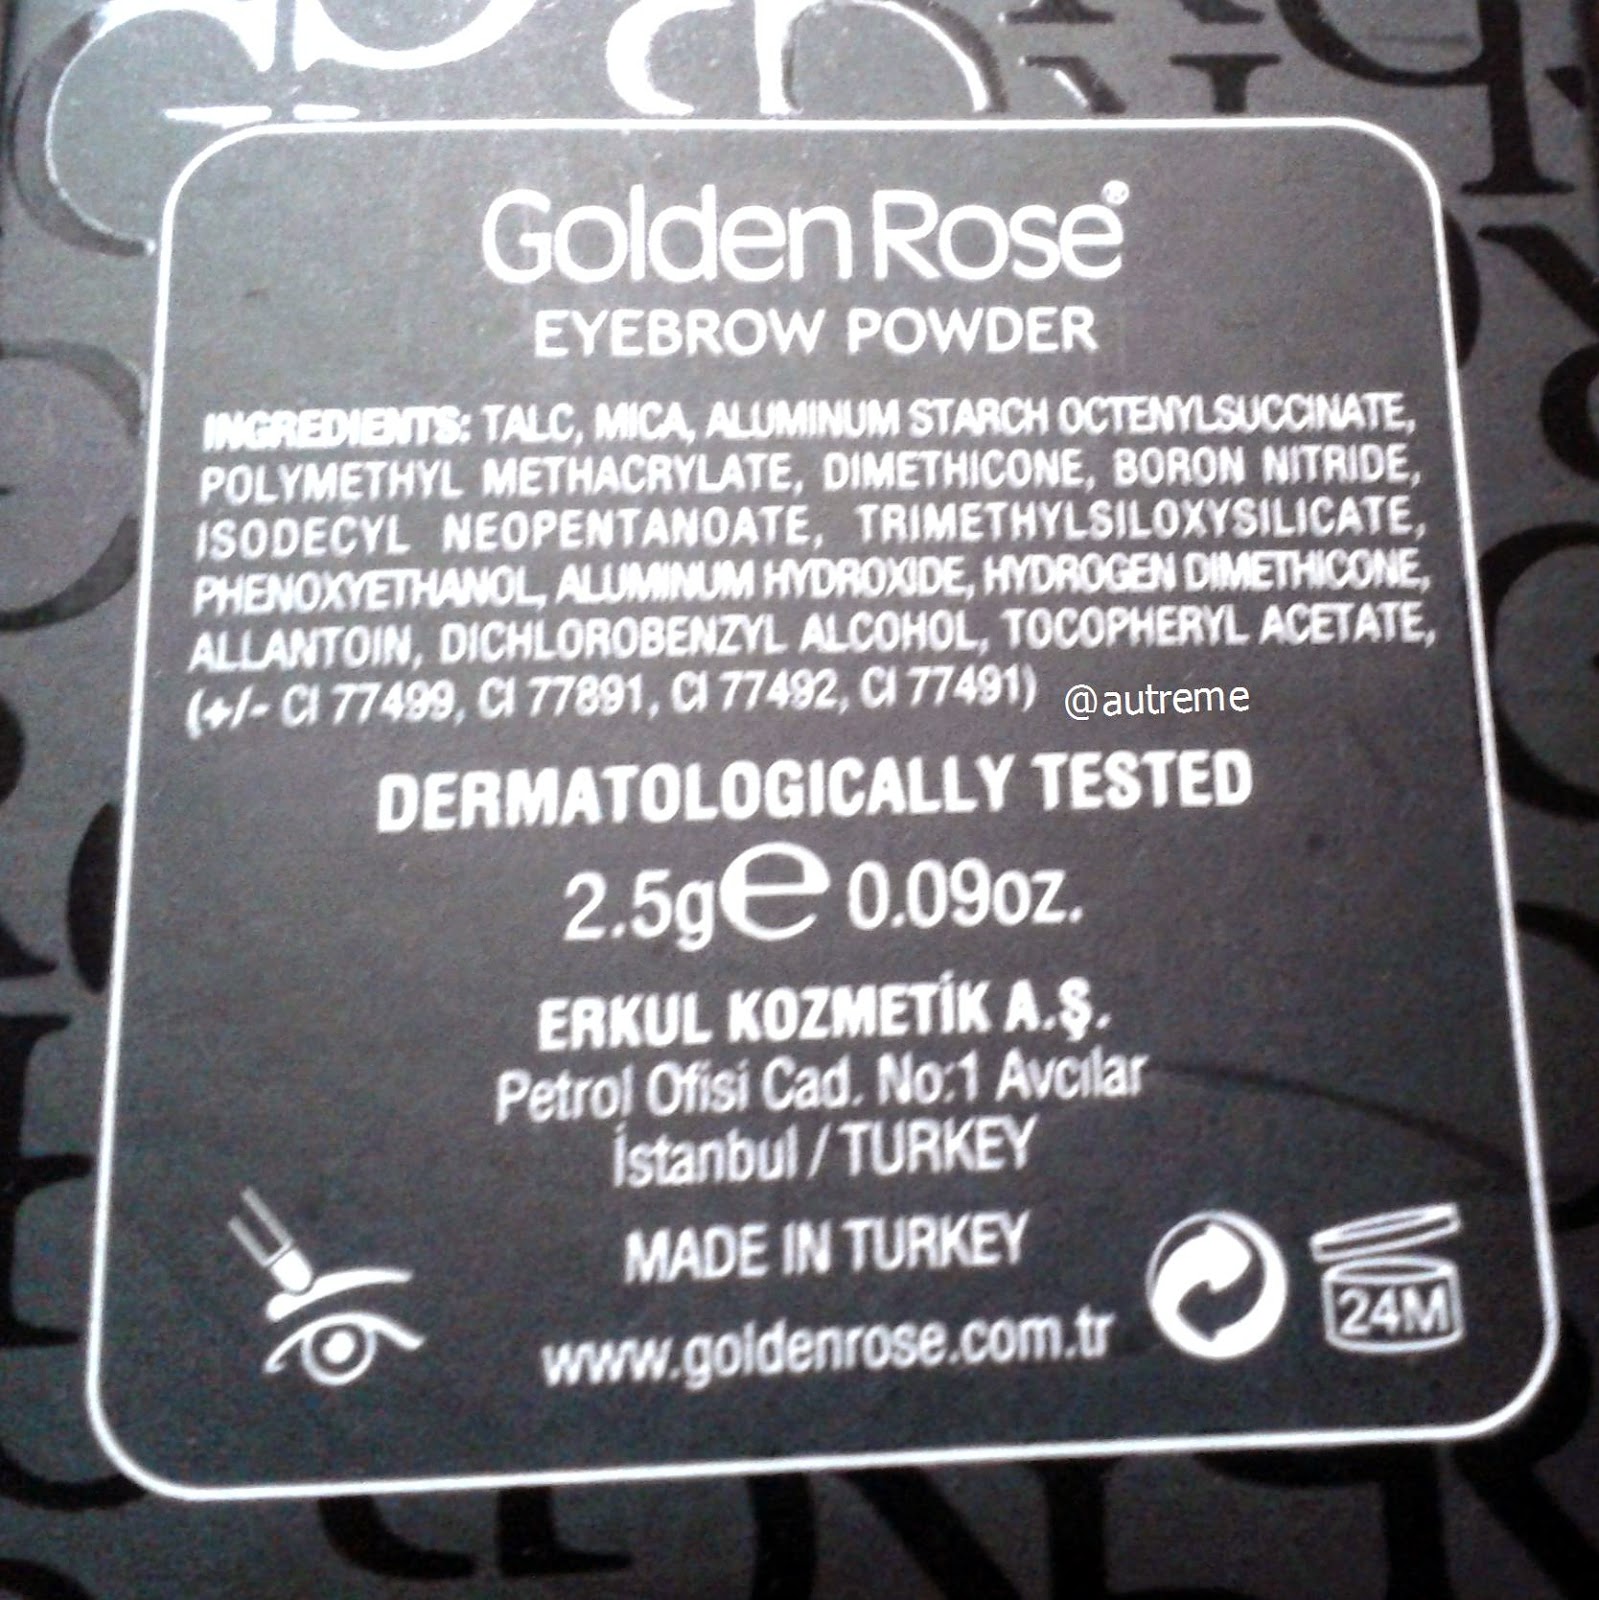 Golden Rose®
EYEBROW POWDER
INGREDIENTS: TALC, MICA, ALUMINUM STARCH OCTENYLSUCCINATE,
POLYMETHYL METHACRYLATE, DIMETHICONE, BORON NITRIDE,
ISODECYL NEOPENTANOATE, TRIMETHYLSILOXYSILICATE,
PHENOXYETHANOL, ALUMINUM HYDROXIDE, HYDROGEN DIMETHICONE,
ALLANTOIN, DICHLOROBENZYL ALCOHOL, TOCOPHERYL ACETATE,
(+/- CI 77499, CI 77891, CI 77492, CI 77491) @autreme
DERMATOLOGICALLY TESTED
2.5g e 0.09oz.
ERKUL KOZMETİK A.Ş.
Petrol Ofisi Cad. No:1 Avcılar
İstanbul / TURKEY
MADE IN TURKEY
www.goldenrose.com.tr
24M